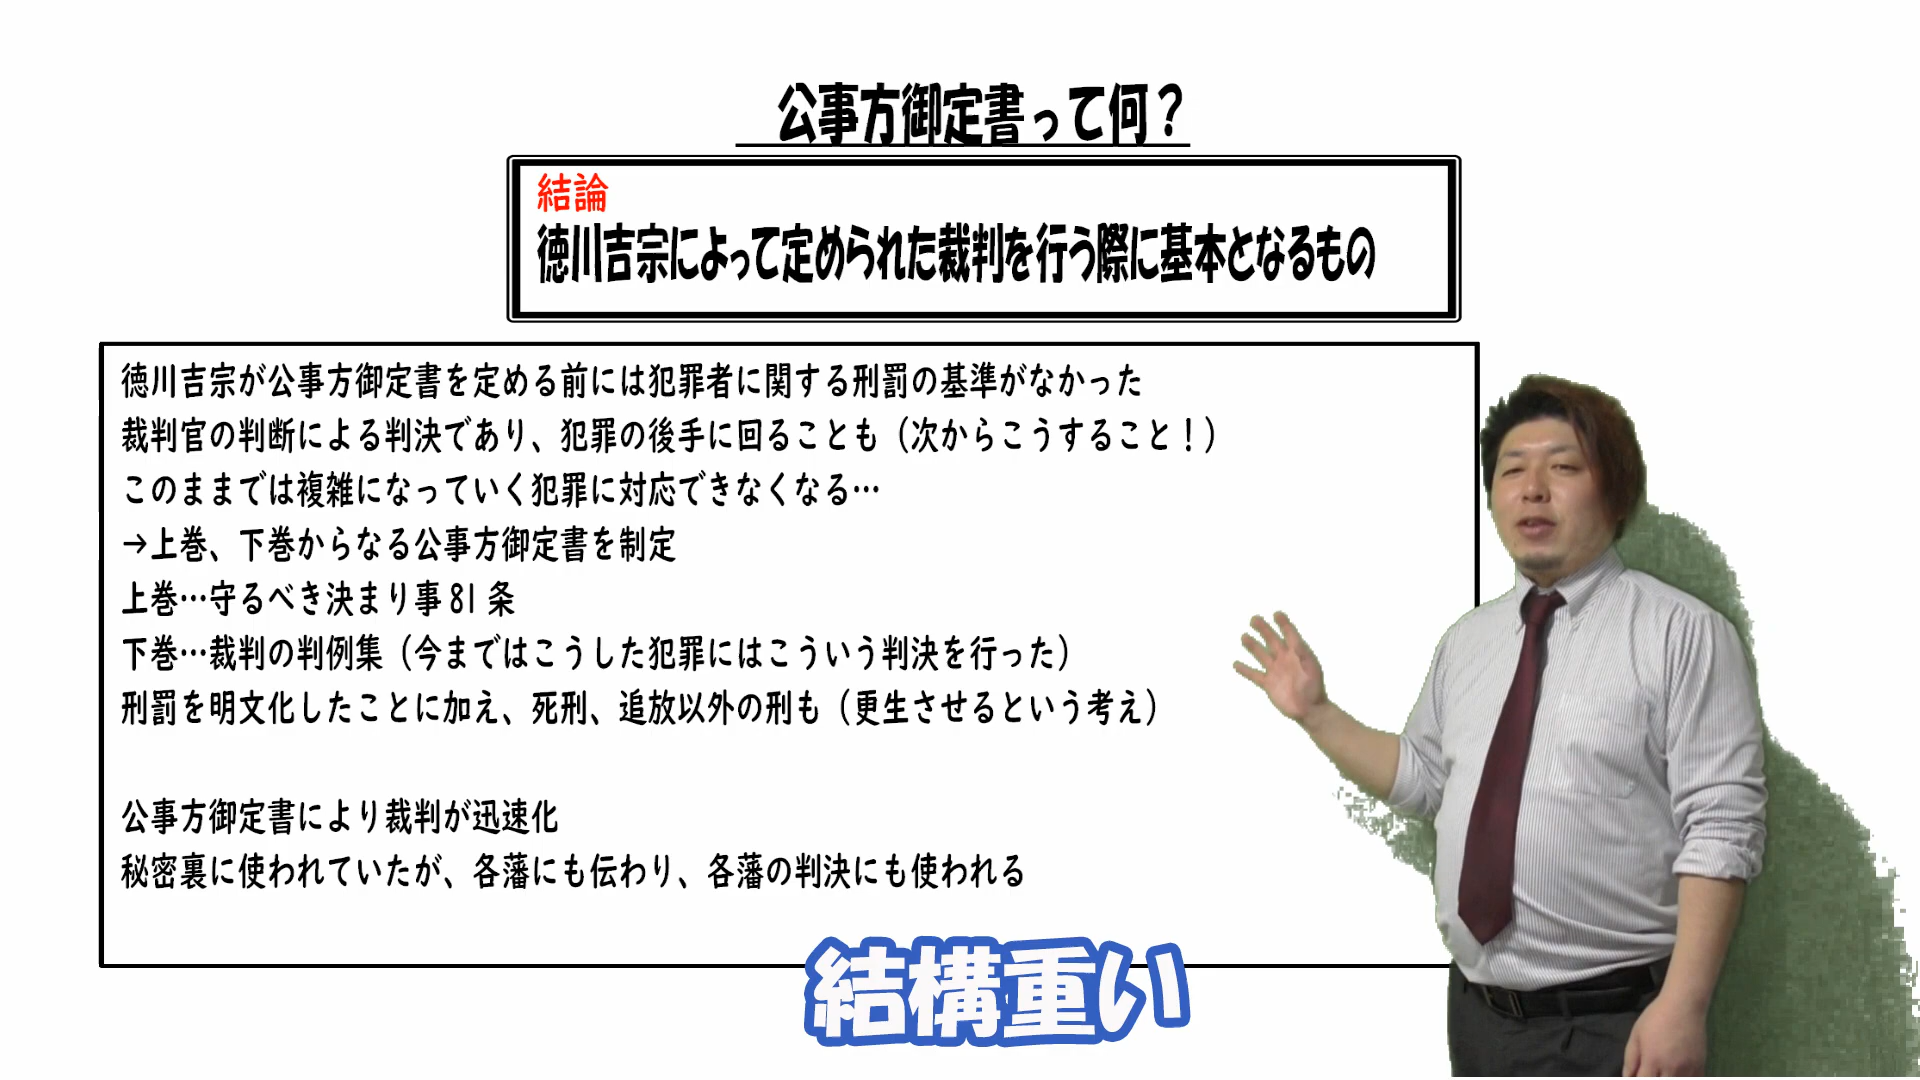 公事方御定書って何？
結論
徳川吉宗によって定められた裁判を行う際に基本となるもの
徳川吉宗が公事方御定書を定める前には犯罪者に関する刑罰の基準がなかった
裁判官の判断による判決であり、犯罪の後手に回ることも（次からこうすること！）
このままでは複雑になっていく犯罪に対応できなくなる…
→上巻、下巻からなる公事方御定書を制定
上巻…守るべき決まり事81条
下巻…裁判の判例集（今まではこうした犯罪にはこういう判決を行った）
刑罰を明文化したことに加え、死刑、追放以外の刑も（更生させるという考え）
公事方御定書により裁判が迅速化
秘密裏に使われていたが、各藩にも伝わり、各藩の判決にも使われる
結構重い